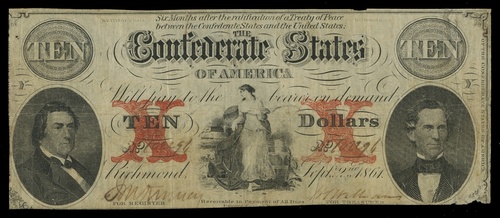 Six Months after the ratification of a Treaty of Peace
between the Confederate States and the United States,
TEN
TEN
THE
Confederate States
OF AMERICA
Will pay to the bearer on demand
X
X
TEN
Dollars
Richmond,
Sept. 2nd 1861.
FOR REGISTER
Receivable in Payment of All Dues
FOR TREASURER